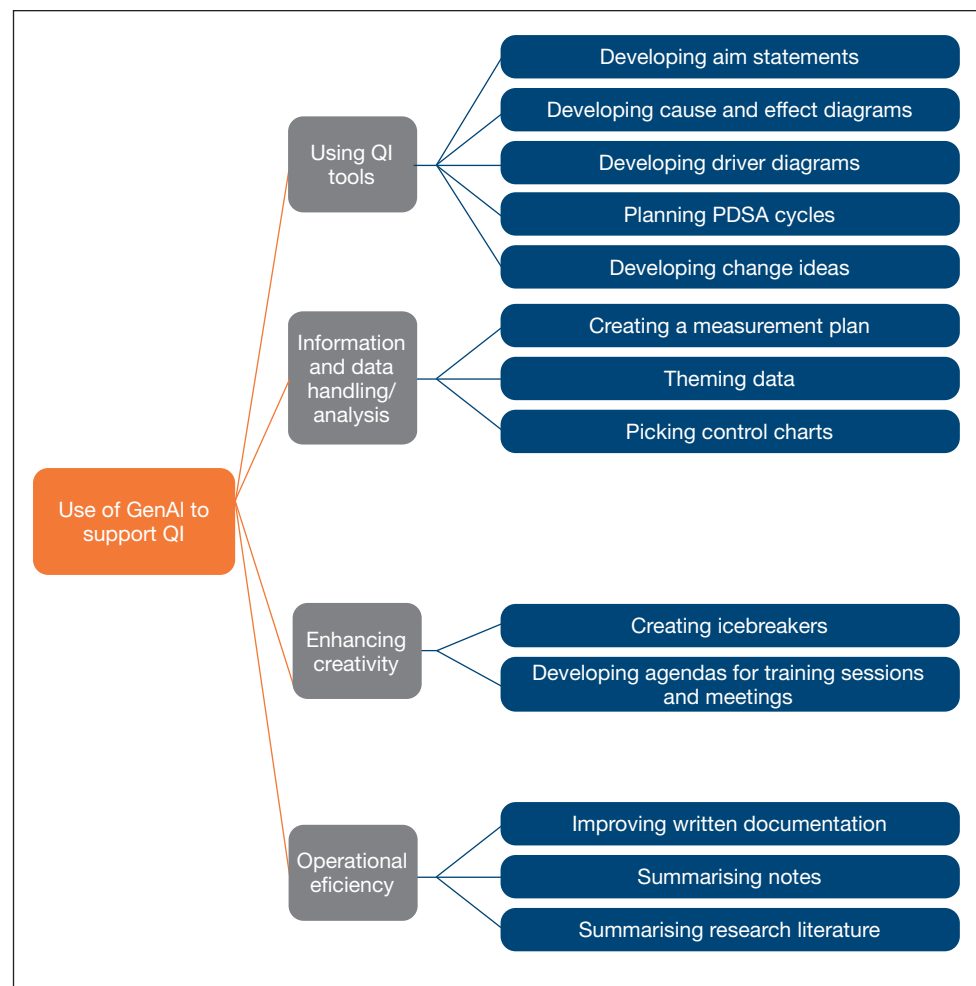 Use of GenAI to
support QI
Using QI
tools
Developing aim statements
Developing cause and effect diagrams
Developing driver diagrams
Planning PDSA cycles
Developing change ideas
Information
and data
handling/
analysis
Creating a measurement plan
Theming data
Picking control charts
Enhancing
creativity
Creating icebreakers
Developing agendas for training sessions
and meetings
Operational
eficiency
Improving written documentation
Summarising notes
Summarising research literature